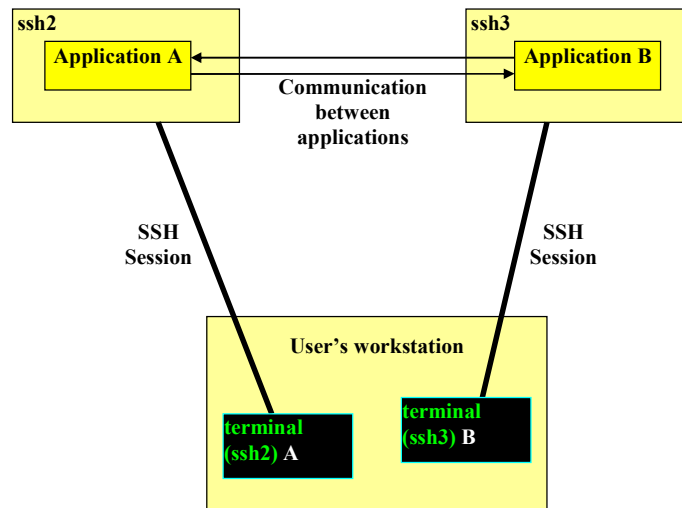 ssh2
Application A
ssh3
Application B
Communication
between
applications
SSH
Session
SSH
Session
User's workstation
terminal
(ssh2) A
terminal
(ssh3) B